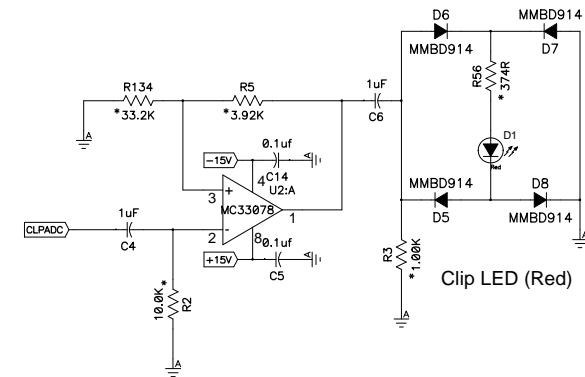 D6
MMBD914
MMBD914
D7
R56
* 374R
R134
*33.2K
R5
*3.92K
1uF
C6
A
-15V
0.1uf
A
C14
4
U2:A
3
+
MC33078
1
2
-
8
0.1uf
+15V
A
C5
CLPADC
1uF
C4
10.0K *
R2
A
D1
Red
MMBD914
D5
D8
MMBD914
R3
*1.00K
A
A
Clip LED (Red)